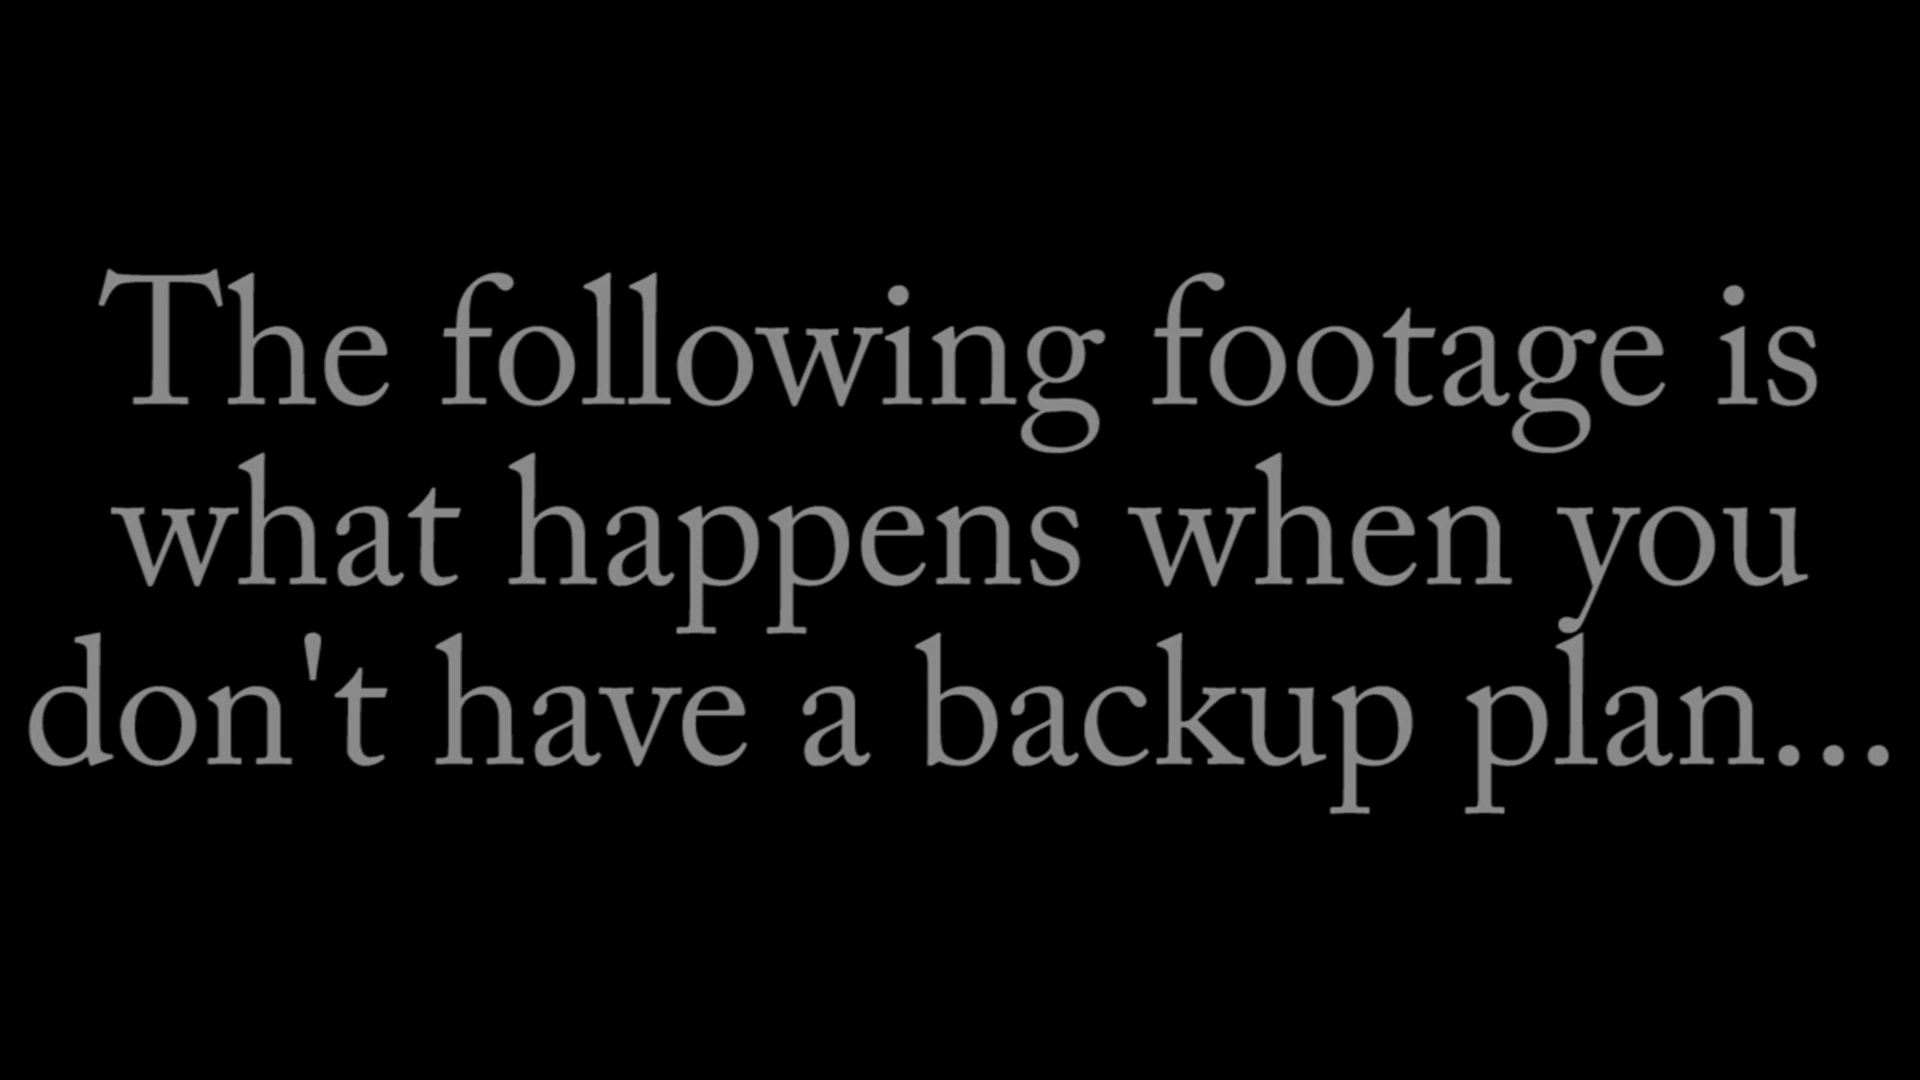 The following footage is
what happens when you
don't have a backup plan...